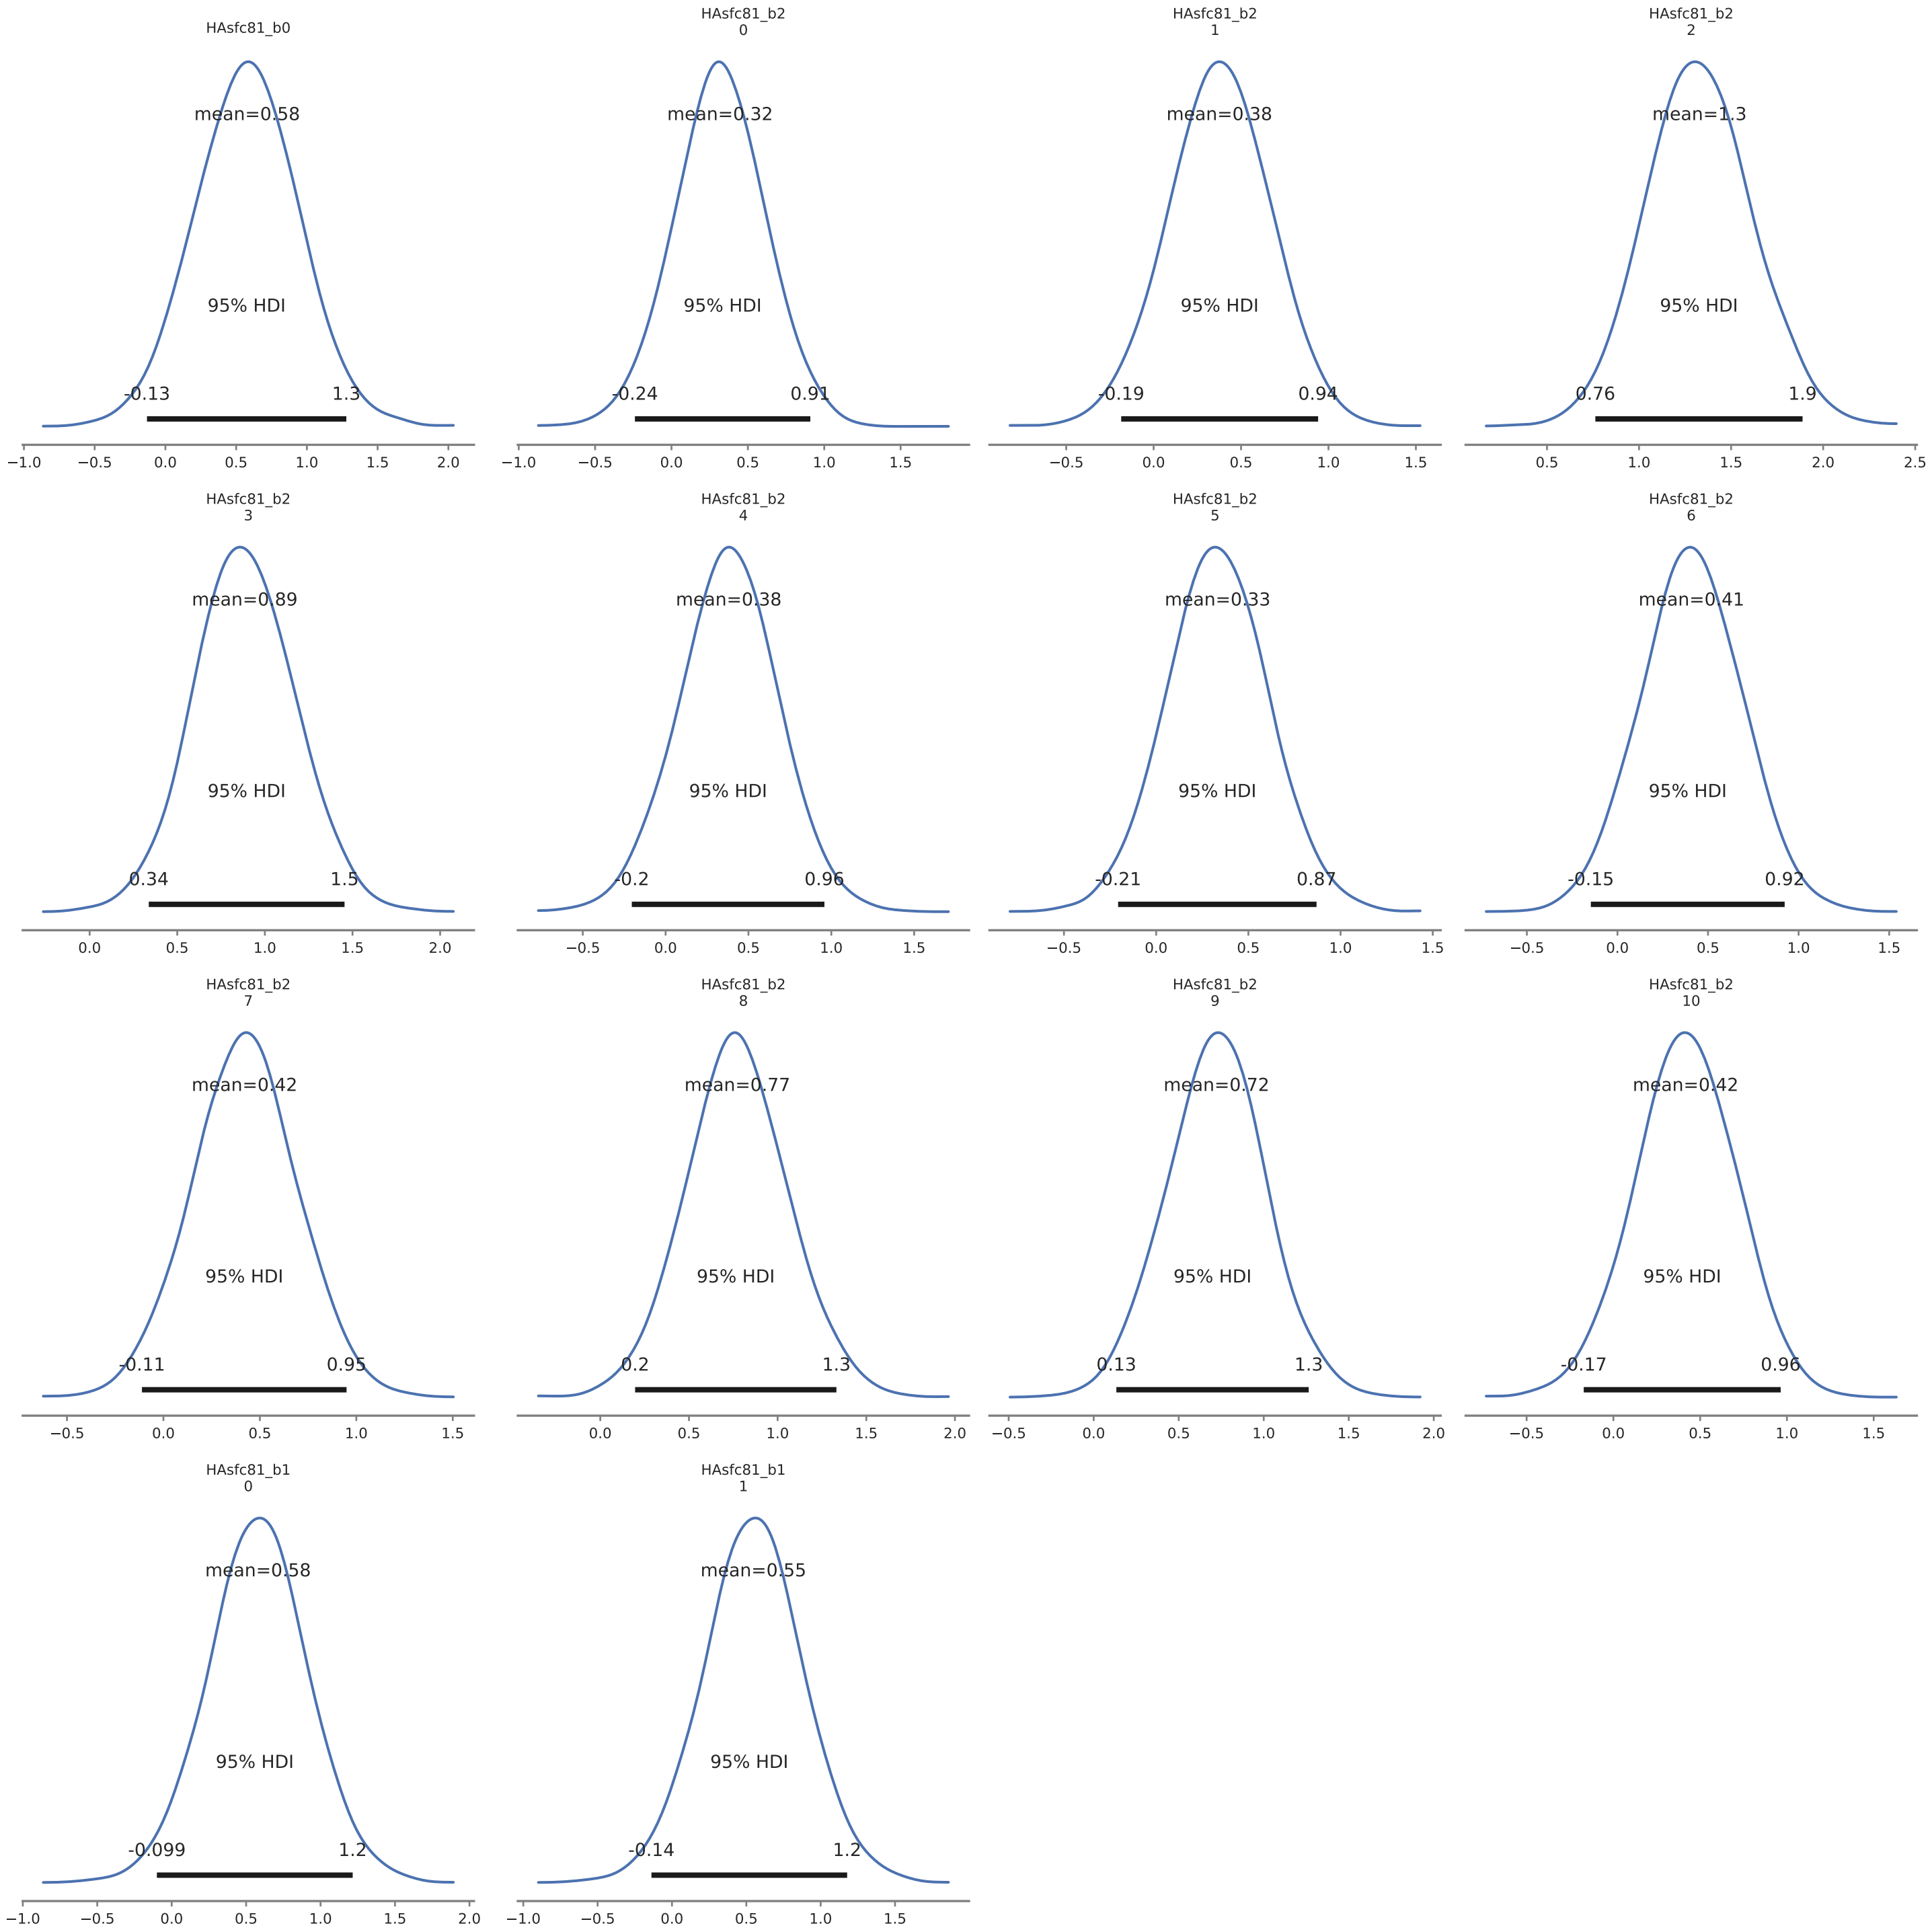 HAsfc81_b0
mean=0.58
95% HDI
-0.13 1.3
−1.0 −0.5 0.0 0.5 1.0 1.5 2.0
HAsfc81_b2
0
mean=0.32
95% HDI
-0.24 0.91
−1.0 −0.5 0.0 0.5 1.0 1.5
HAsfc81_b2
1
mean=0.38
95% HDI
-0.19 0.94
−0.5 0.0 0.5 1.0 1.5
HAsfc81_b2
2
mean=1.3
95% HDI
0.76 1.9
0.5 1.0 1.5 2.0 2.5
HAsfc81_b2
3
mean=0.89
95% HDI
0.34 1.5
0.0 0.5 1.0 1.5 2.0
HAsfc81_b2
4
mean=0.38
95% HDI
-0.2 0.96
−0.5 0.0 0.5 1.0 1.5
HAsfc81_b2
5
mean=0.33
95% HDI
-0.21 0.87
−0.5 0.0 0.5 1.0 1.5
HAsfc81_b2
6
mean=0.41
95% HDI
-0.15 0.92
−0.5 0.0 0.5 1.0 1.5
HAsfc81_b2
7
mean=0.42
95% HDI
-0.11 0.95
−0.5 0.0 0.5 1.0 1.5
HAsfc81_b2
8
mean=0.77
95% HDI
0.2 1.3
0.0 0.5 1.0 1.5 2.0
HAsfc81_b2
9
mean=0.72
95% HDI
0.13 1.3
−0.5 0.0 0.5 1.0 1.5 2.0
HAsfc81_b2
10
mean=0.42
95% HDI
-0.17 0.96
−0.5 0.0 0.5 1.0 1.5
HAsfc81_b1
0
mean=0.58
95% HDI
-0.099 1.2
−1.0 −0.5 0.0 0.5 1.0 1.5 2.0
HAsfc81_b1
1
mean=0.55
95% HDI
-0.14 1.2
−1.0 −0.5 0.0 0.5 1.0 1.5